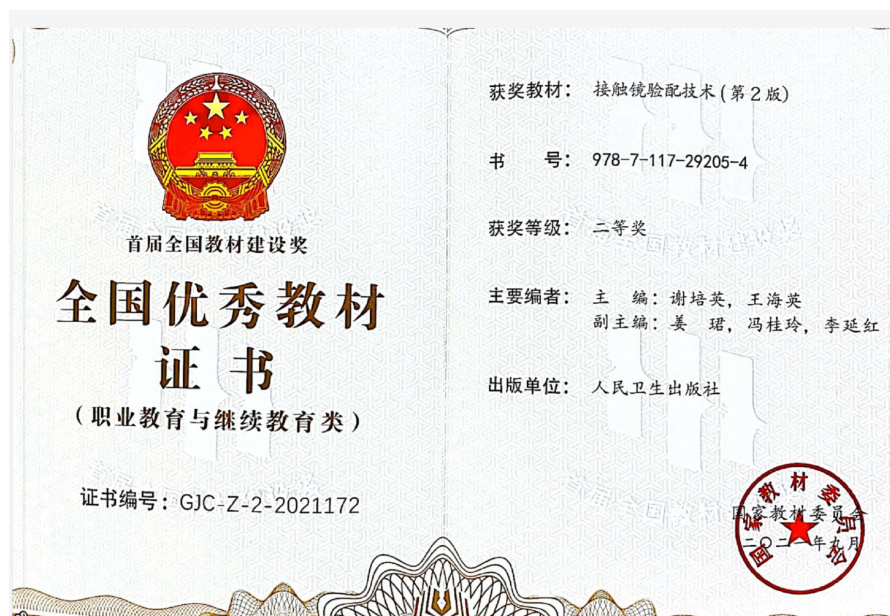 首届全国教材建设奖
全国优秀教材
证书
（职业教育与继续教育类）
证书编号：GJC-Z-2-2021172
获奖教材： 接触镜验配技术(第2版)
书 号： 978-7-117-29205-4
获奖等级： 二等奖
主要编者： 主 编：谢培英，王海英
副主编：姜 珺，冯桂玲，李延红
出版单位： 人民卫生出版社
国家教材委员会
二〇二一年九月
国家教材委员会